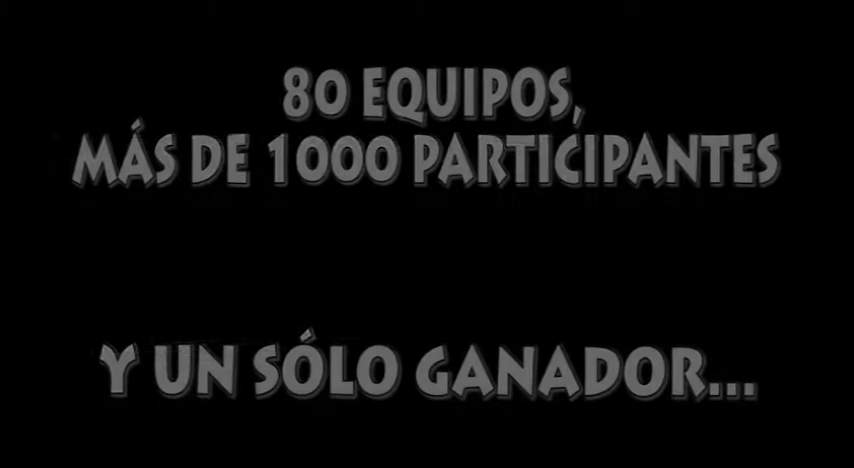 80 EQUIPOS,
MÁS DE 1000 PARTICIPANTES
Y UN SÓLO GANADOR...